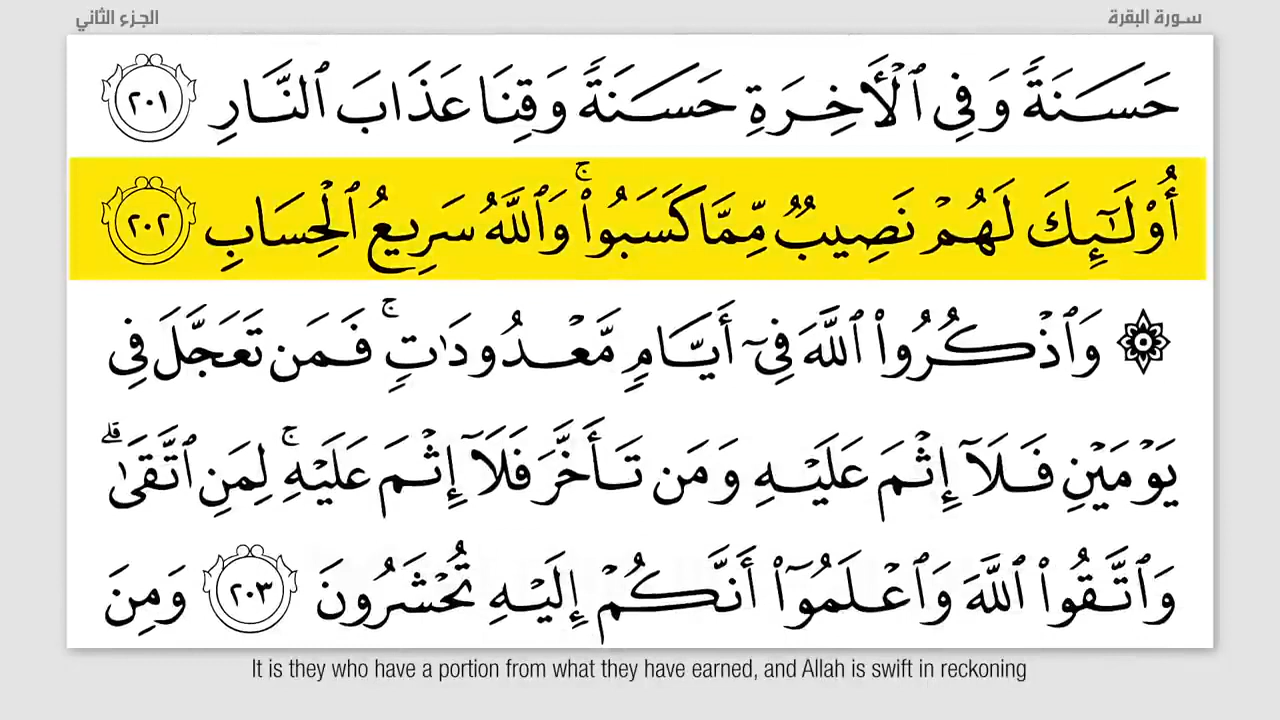 سورة البقرة
الجزء الثاني
حَسَنَةً وَفِى ٱلْأَخِرَةِ حَسَنَةً وَقِنَا عَذَابَ ٱلنَّارِ ٢٠١
أُوْلَـٰٓئِكَ لَهُمْ نَصِيبٌ مِّمَّا كَسَبُوا۟ ۚ وَٱللَّهُ سَرِيعُ ٱلْحِسَابِ ٢٠٢
۞ وَٱذْكُرُوا۟ ٱللَّهَ فِىٓ أَيَّامٍ مَّعْدُودَٰتٍ ۚ فَمَن تَعَجَّلَ فِى
يَوْمَيْنِ فَلَآ إِثْمَ عَلَيْهِ وَمَن تَأَخَّرَ فَلَآ إِثْمَ عَلَيْهِ ۚ لِمَنِ ٱتَّقَىٰ ۗ
وَٱتَّقُوا۟ ٱللَّهَ وَٱعْلَمُوٓا۟ أَنَّكُمْ إِلَيْهِ تُحْشَرُونَ ٢٠٣ وَمِنَ
It is they who have a portion from what they have earned, and Allah is swift in reckoning